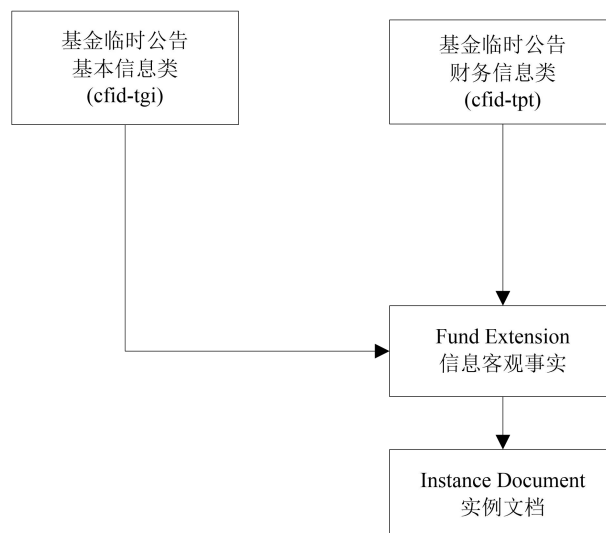 基金临时公告
基本信息类
(cfid-tgi)
基金临时公告
财务信息类
(cfid-tpt)
Fund Extension
信息客观事实
Instance Document
实例文档